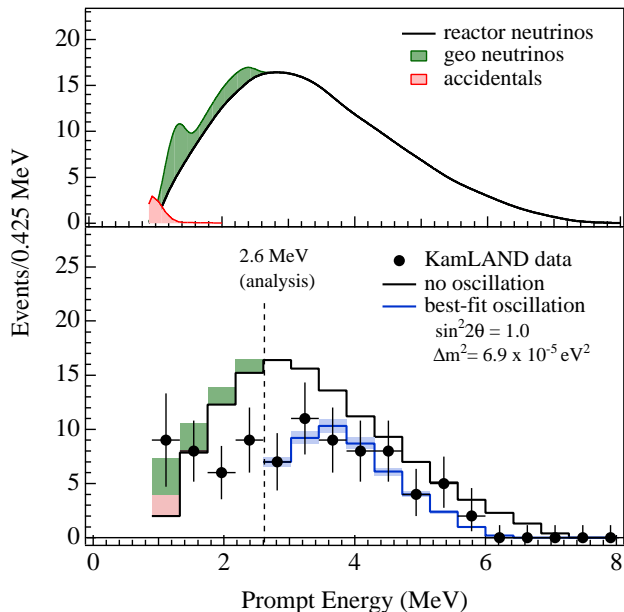 reactor neutrinos
geo neutrinos
accidentals
20
15
10
5
0
Events/0.425 MeV
2.6 MeV
(analysis)
KamLAND data
no oscillation
best-fit oscillation
sin²2θ = 1.0
Δm²= 6.9 x 10⁻⁵ eV²
25
20
15
10
5
0
0 2 4 6 8
Prompt Energy (MeV)